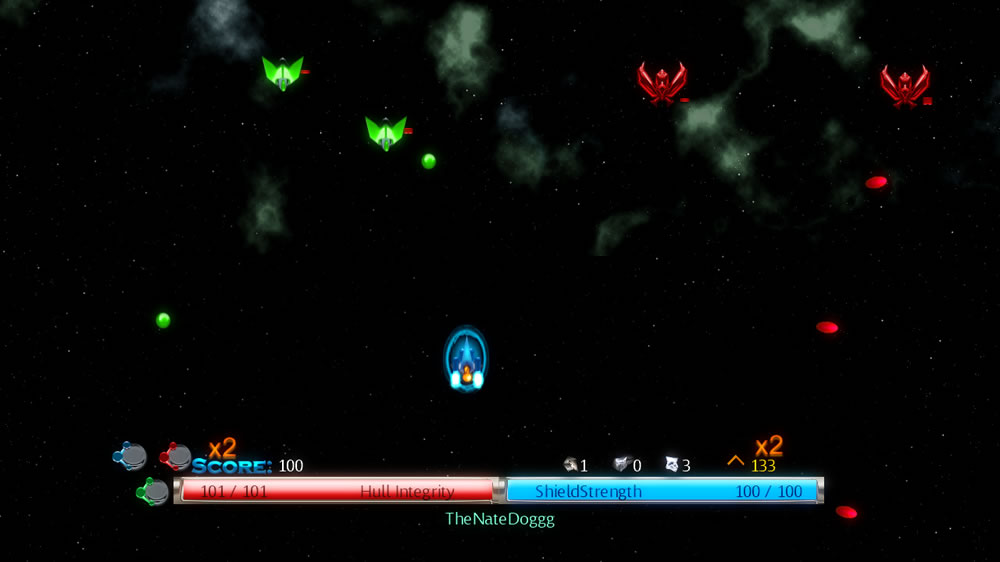 x2 x2
SCORE: 100 1 0 3 133
101 / 101 Hull Integrity ShieldStrength 100 / 100
TheNateDoggg